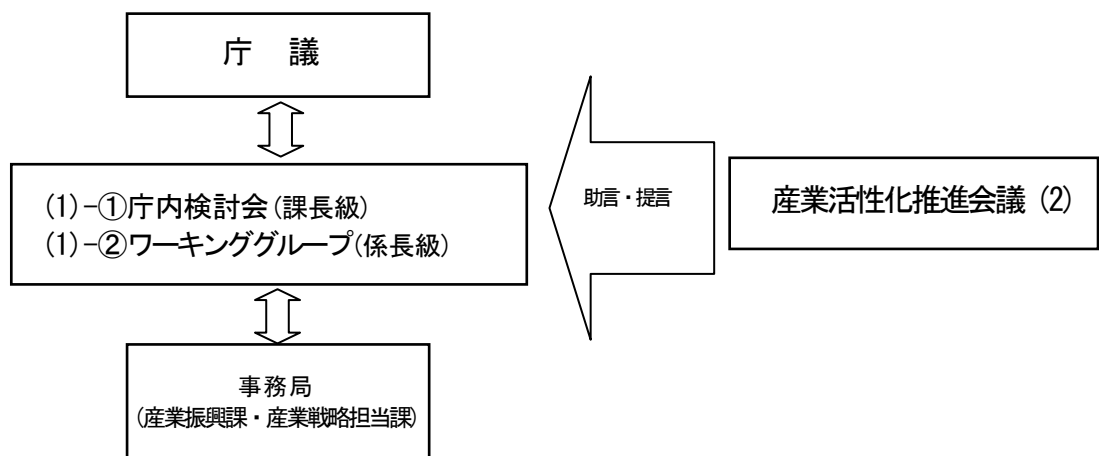 庁　議
(1)-①庁内検討会(課長級)
(1)-②ワーキンググループ(係長級)
助言・提言
産業活性化推進会議 (2)
事務局
(産業振興課・産業戦略担当課)